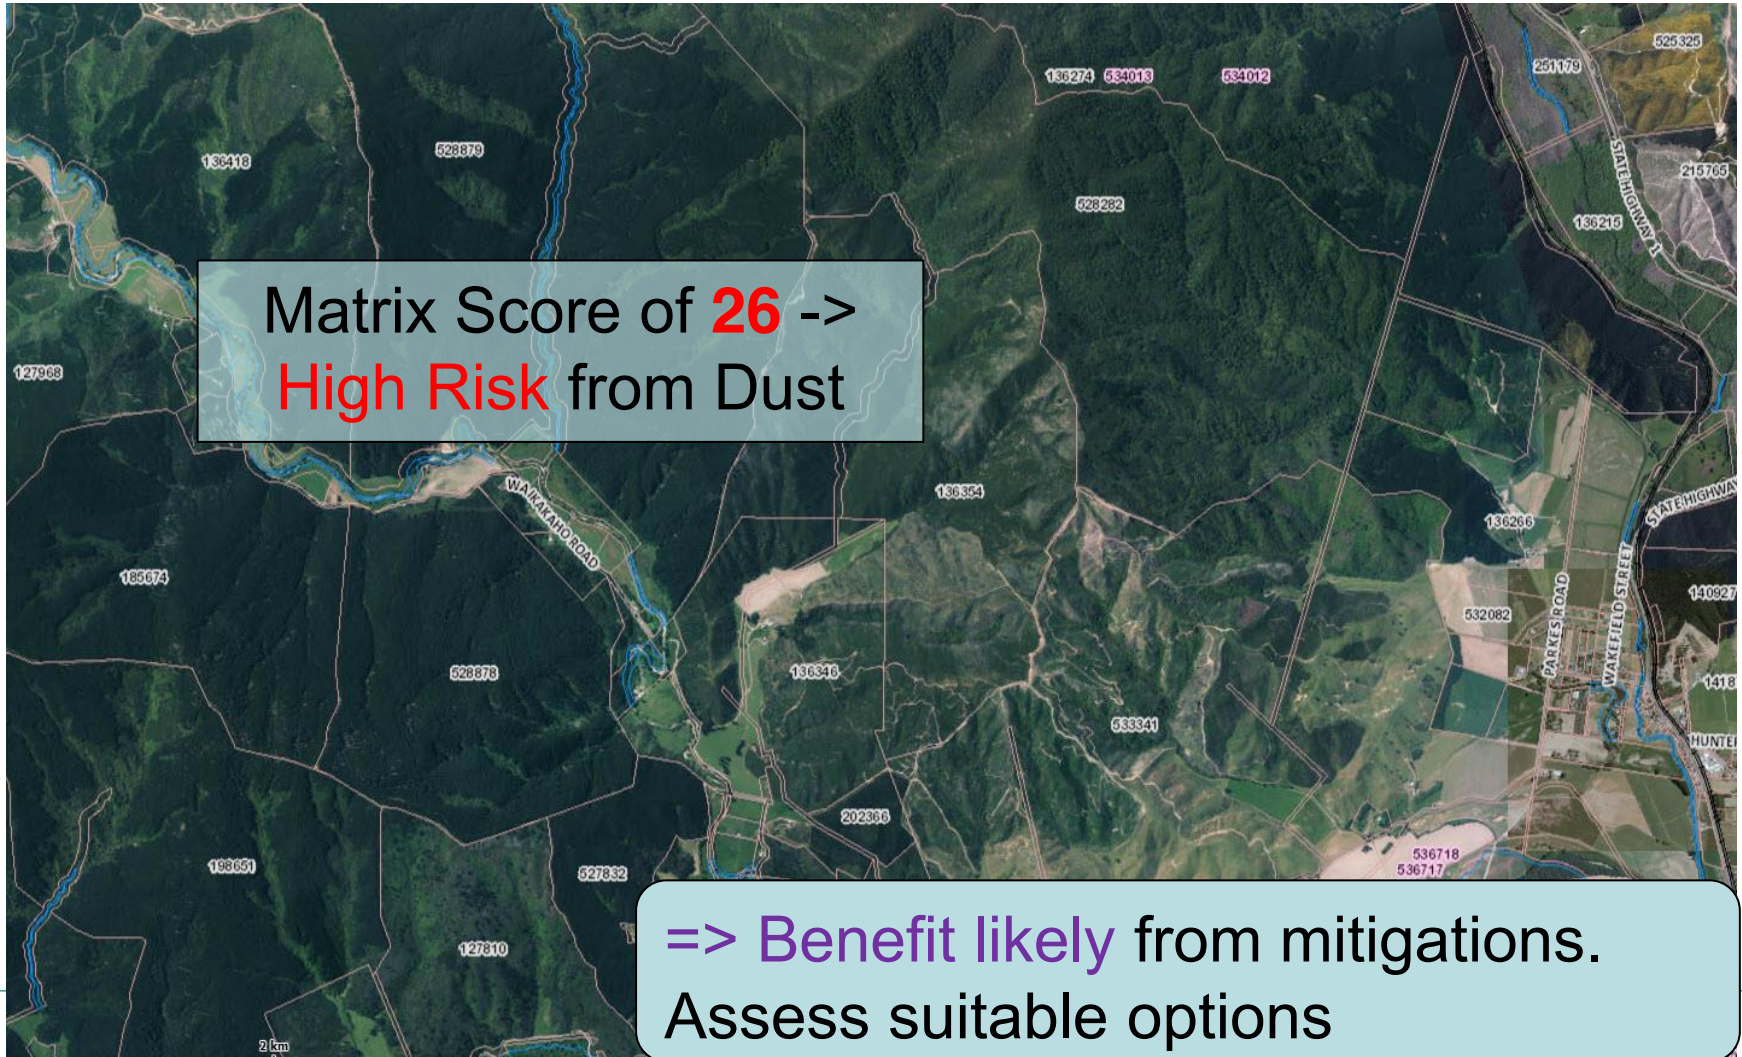 525325
251179
136274 534013 534012
STATE HIGHWAY 1
136418
528879
215765
528282
136215
Matrix Score of 26 ->
High Risk from Dust
127968
WAIKAKAHO ROAD
136354
STATE HIGHWAY
136266
185674
PARKES ROAD
WAKEFIELD STREET
140927
532082
528878
136346
1418
533341
HUNTER
202366
198651
527832
536718
536717
127810
=> Benefit likely from mitigations.
Assess suitable options
2 km